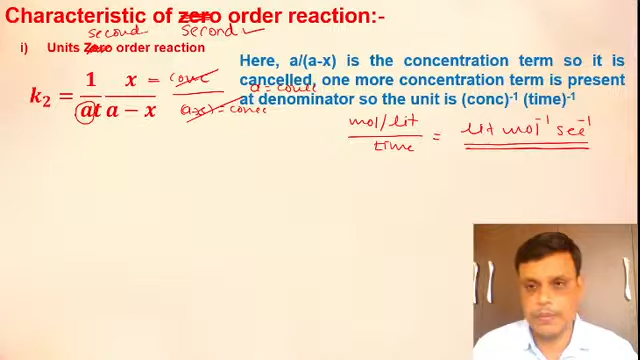 second second
Characteristic of zero order reaction:-
second
i) Units Zero order reaction
k2 = 1/at x/a − x = conc
a = conc
(a-x) = conc
Here, a/(a-x) is the concentration term so it is
cancelled, one more concentration term is present
at denominator so the unit is (conc)-1 (time)-1
mol/lit / time = lit mol-1 sec-1